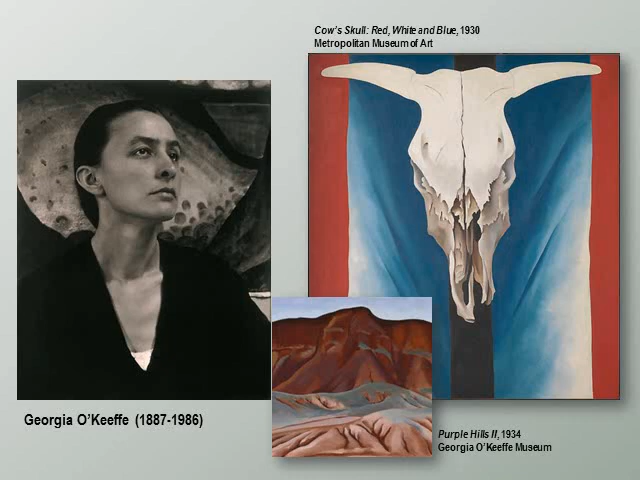 Cow's Skull: Red, White and Blue, 1930
Metropolitan Museum of Art
Georgia O'Keeffe (1887-1986)
Purple Hills II, 1934
Georgia O'Keeffe Museum